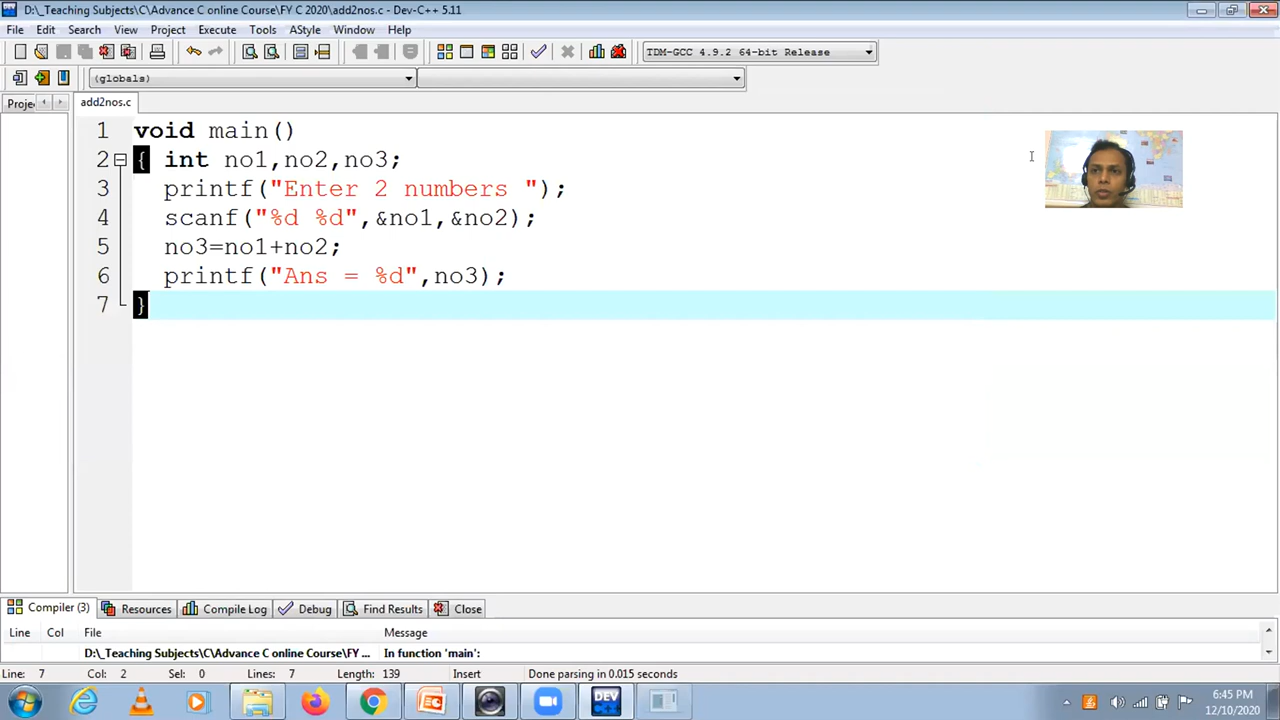 D:\_Teaching Subjects\C\Advance C online Course\FY C 2020\add2nos.c - Dev-C++ 5.11
File Edit Search View Project Execute Tools AStyle Window Help
TDM-GCC 4.9.2 64-bit Release
(globals)
Proje add2nos.c
1 void main()
2 { int no1,no2,no3;
3 printf("Enter 2 numbers ");
4 scanf("%d %d",&no1,&no2);
5 no3=no1+no2;
6 printf("Ans = %d",no3);
7 }
Compiler (3) Resources Compile Log Debug Find Results Close
Line Col File Message
D:\_Teaching Subjects\C\Advance C online Course\FY ... In function 'main':
Line: 7 Col: 2 Sel: 0 Lines: 7 Length: 139 Insert Done parsing in 0.015 seconds
DEV
6:45 PM
12/10/2020